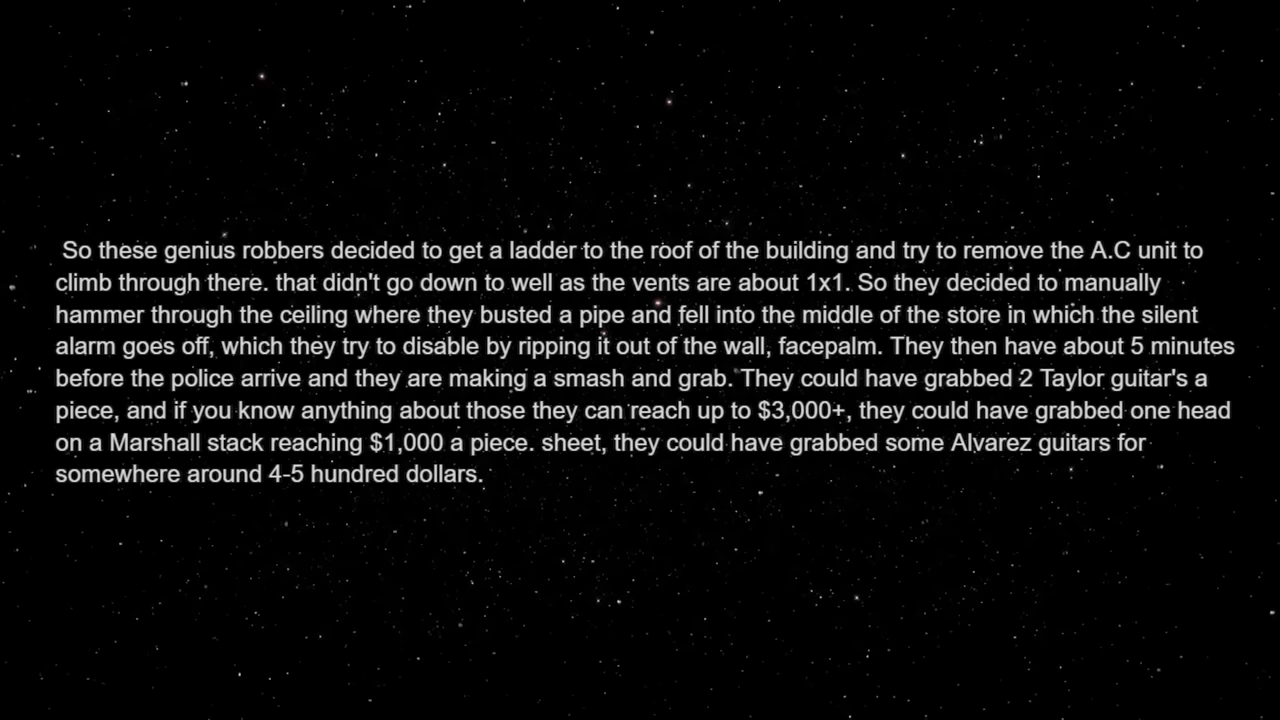 So these genius robbers decided to get a ladder to the roof of the building and try to remove the A.C unit to
climb through there. that didn't go down to well as the vents are about 1x1. So they decided to manually
hammer through the ceiling where they busted a pipe and fell into the middle of the store in which the silent
alarm goes off, which they try to disable by ripping it out of the wall, facepalm. They then have about 5 minutes
before the police arrive and they are making a smash and grab. They could have grabbed 2 Taylor guitar's a
piece, and if you know anything about those they can reach up to $3,000+, they could have grabbed one head
on a Marshall stack reaching $1,000 a piece. sheet, they could have grabbed some Alvarez guitars for
somewhere around 4-5 hundred dollars.